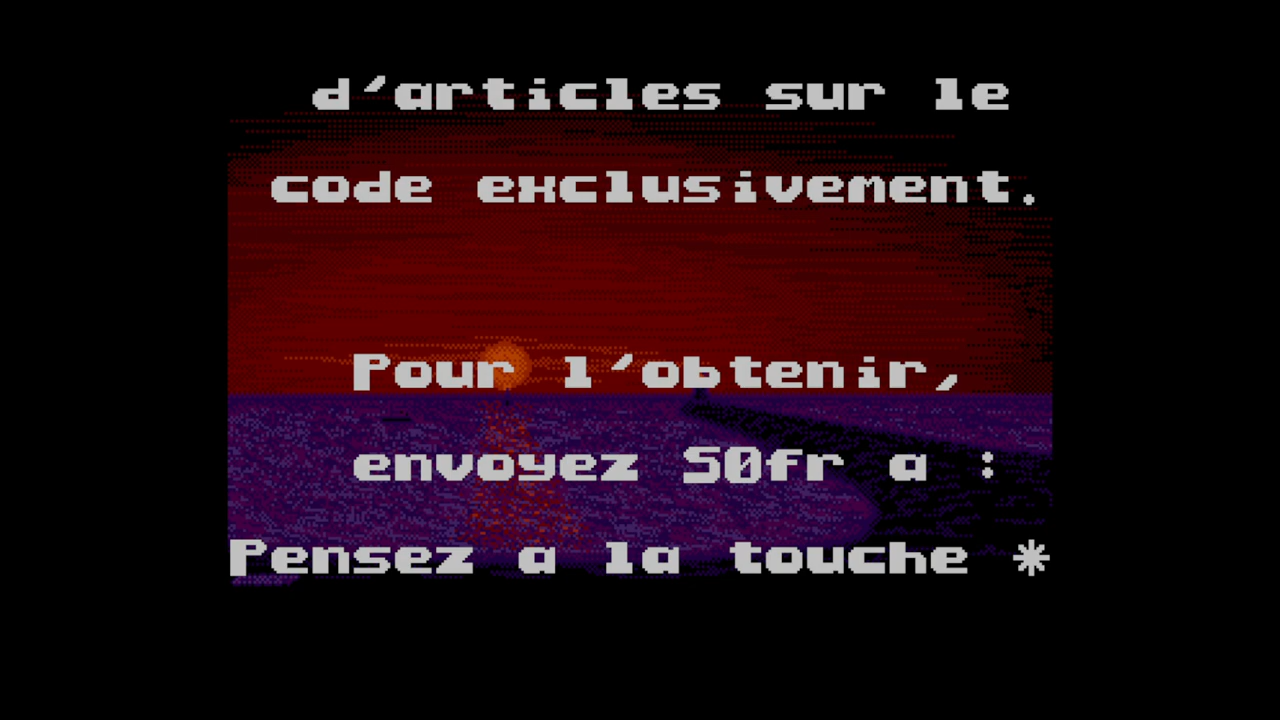 d'articles sur le
code exclusivement.
Pour l'obtenir,
envoyez 50fr a :
Pensez a la touche *